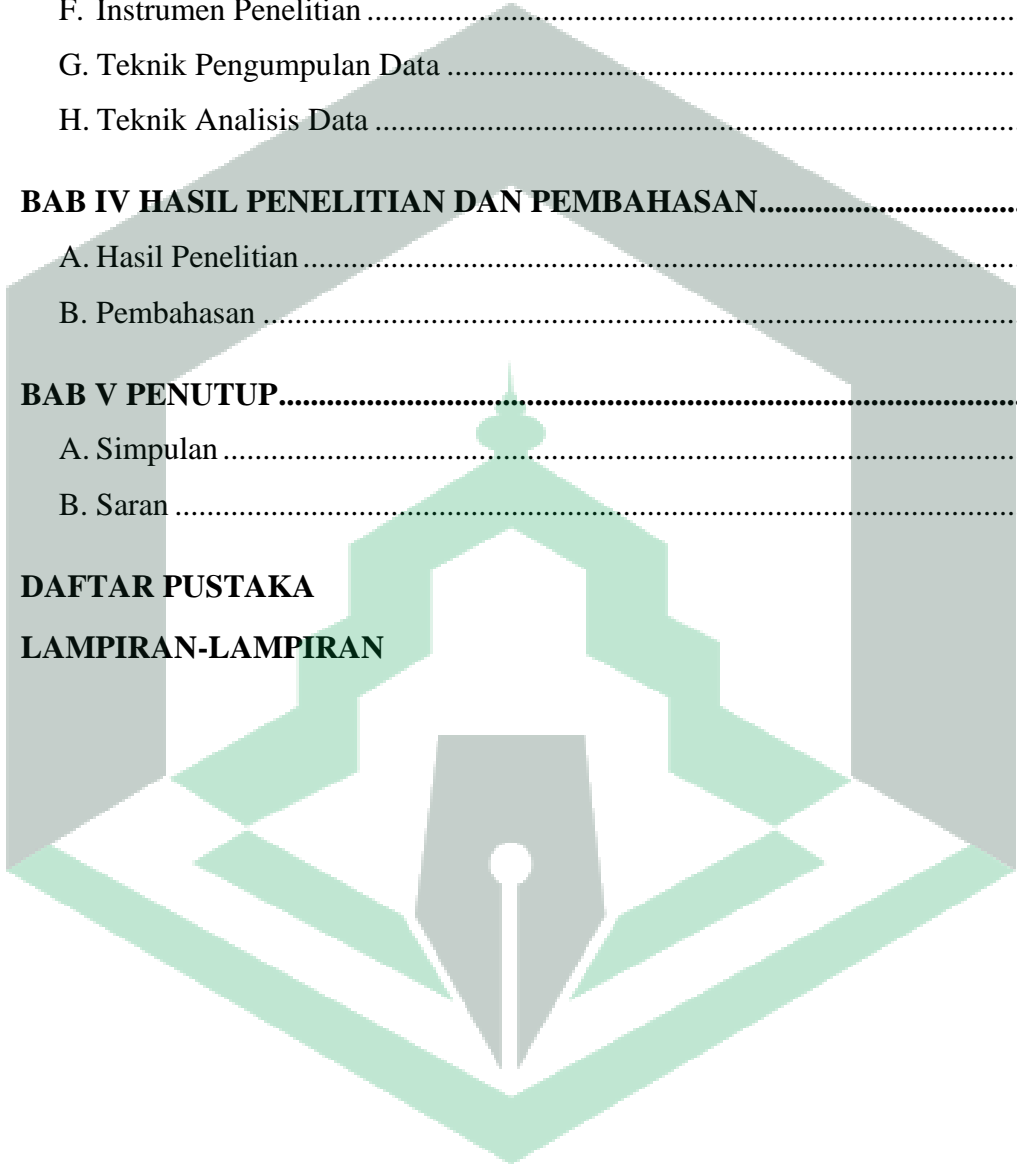 F. Instrumen Penelitian ..........................................................................
G. Teknik Pengumpulan Data ................................................................
H. Teknik Analisis Data .........................................................................
BAB IV HASIL PENELITIAN DAN PEMBAHASAN.................................
A. Hasil Penelitian ..................................................................................
B. Pembahasan .......................................................................................
BAB V PENUTUP.....................................................................................
A. Simpulan ............................................................................................
B. Saran ..................................................................................................
DAFTAR PUSTAKA
LAMPIRAN-LAMPIRAN